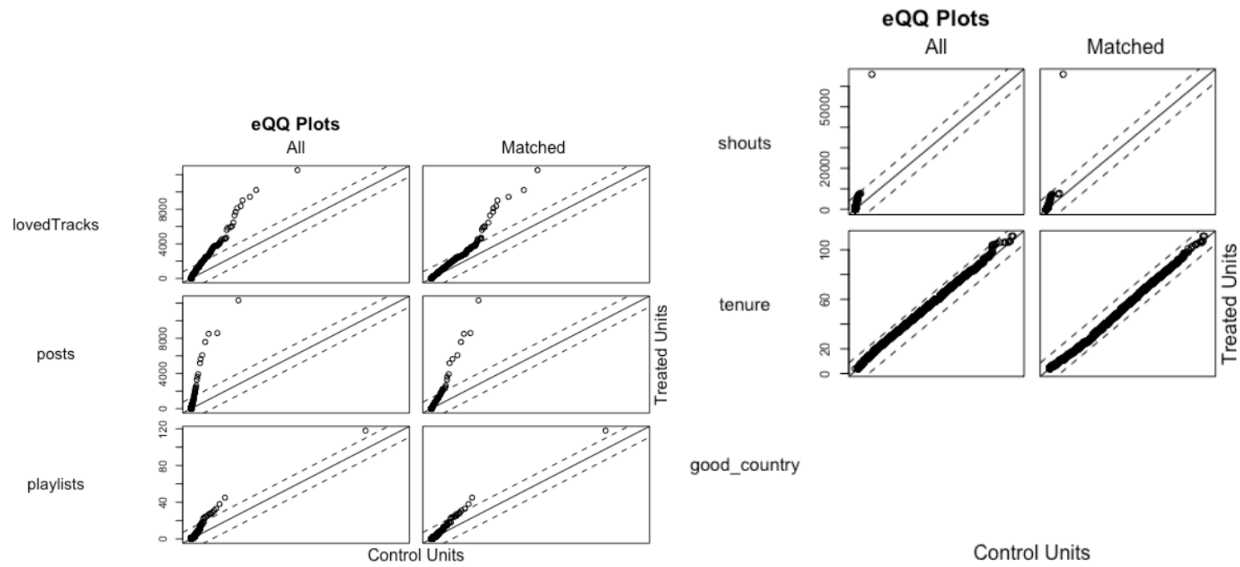 eQQ Plots
All Matched
lovedTracks
0 4000 8000
posts
0 4000 8000
playlists
0 40 80 120
Treated Units
Control Units
eQQ Plots
All Matched
shouts
0 20000 50000
tenure
0 20 60 100
good_country
Treated Units
Control Units